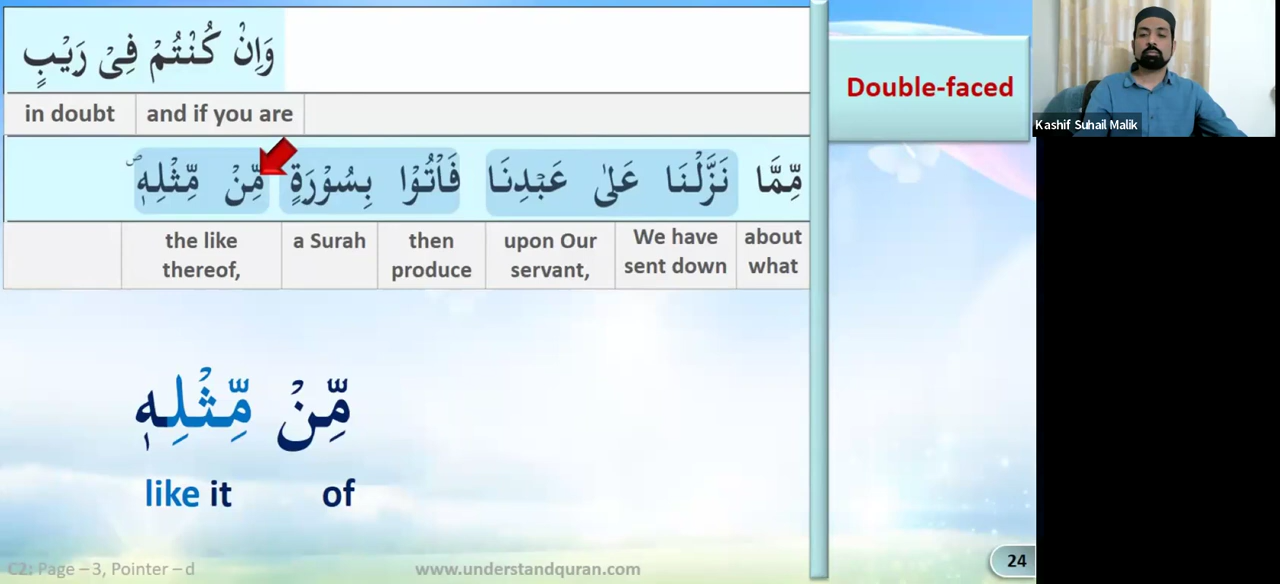 وَاِنْ كُنْتُمْ فِیْ رَیْبٍ
in doubt and if you are
مِّمَّا نَزَّلْنَا عَلٰی عَبْدِنَا فَاْتُوْا بِسُوْرَةٍ مِّنْ مِّثْلِهٖ ۪
the like thereof, a Surah then produce upon Our servant, We have sent down about what
مِّنْ مِّثْلِهٖ
like it of
C2: Page – 3, Pointer – d
www.understandquran.com
24
Double-faced
Kashif Suhail Malik